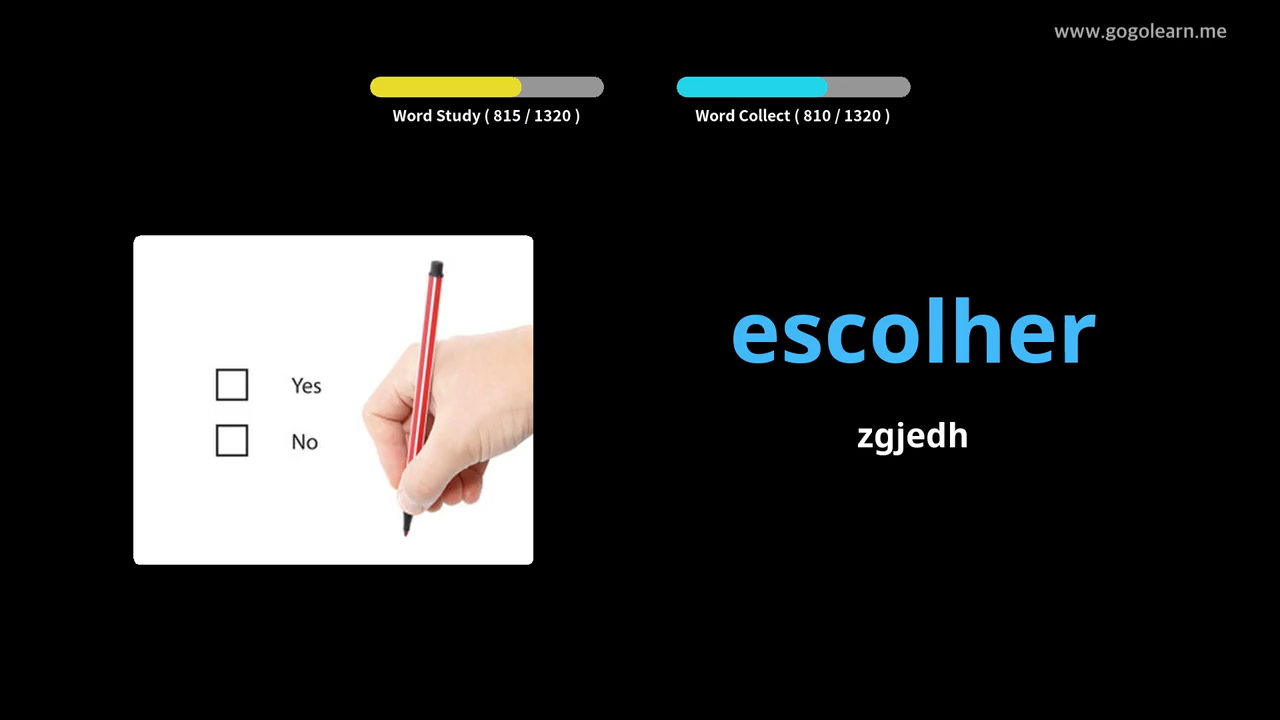 www.gogolearn.me
Word Study ( 815 / 1320 )
Word Collect ( 810 / 1320 )
Yes
No
escolher
zgjedh